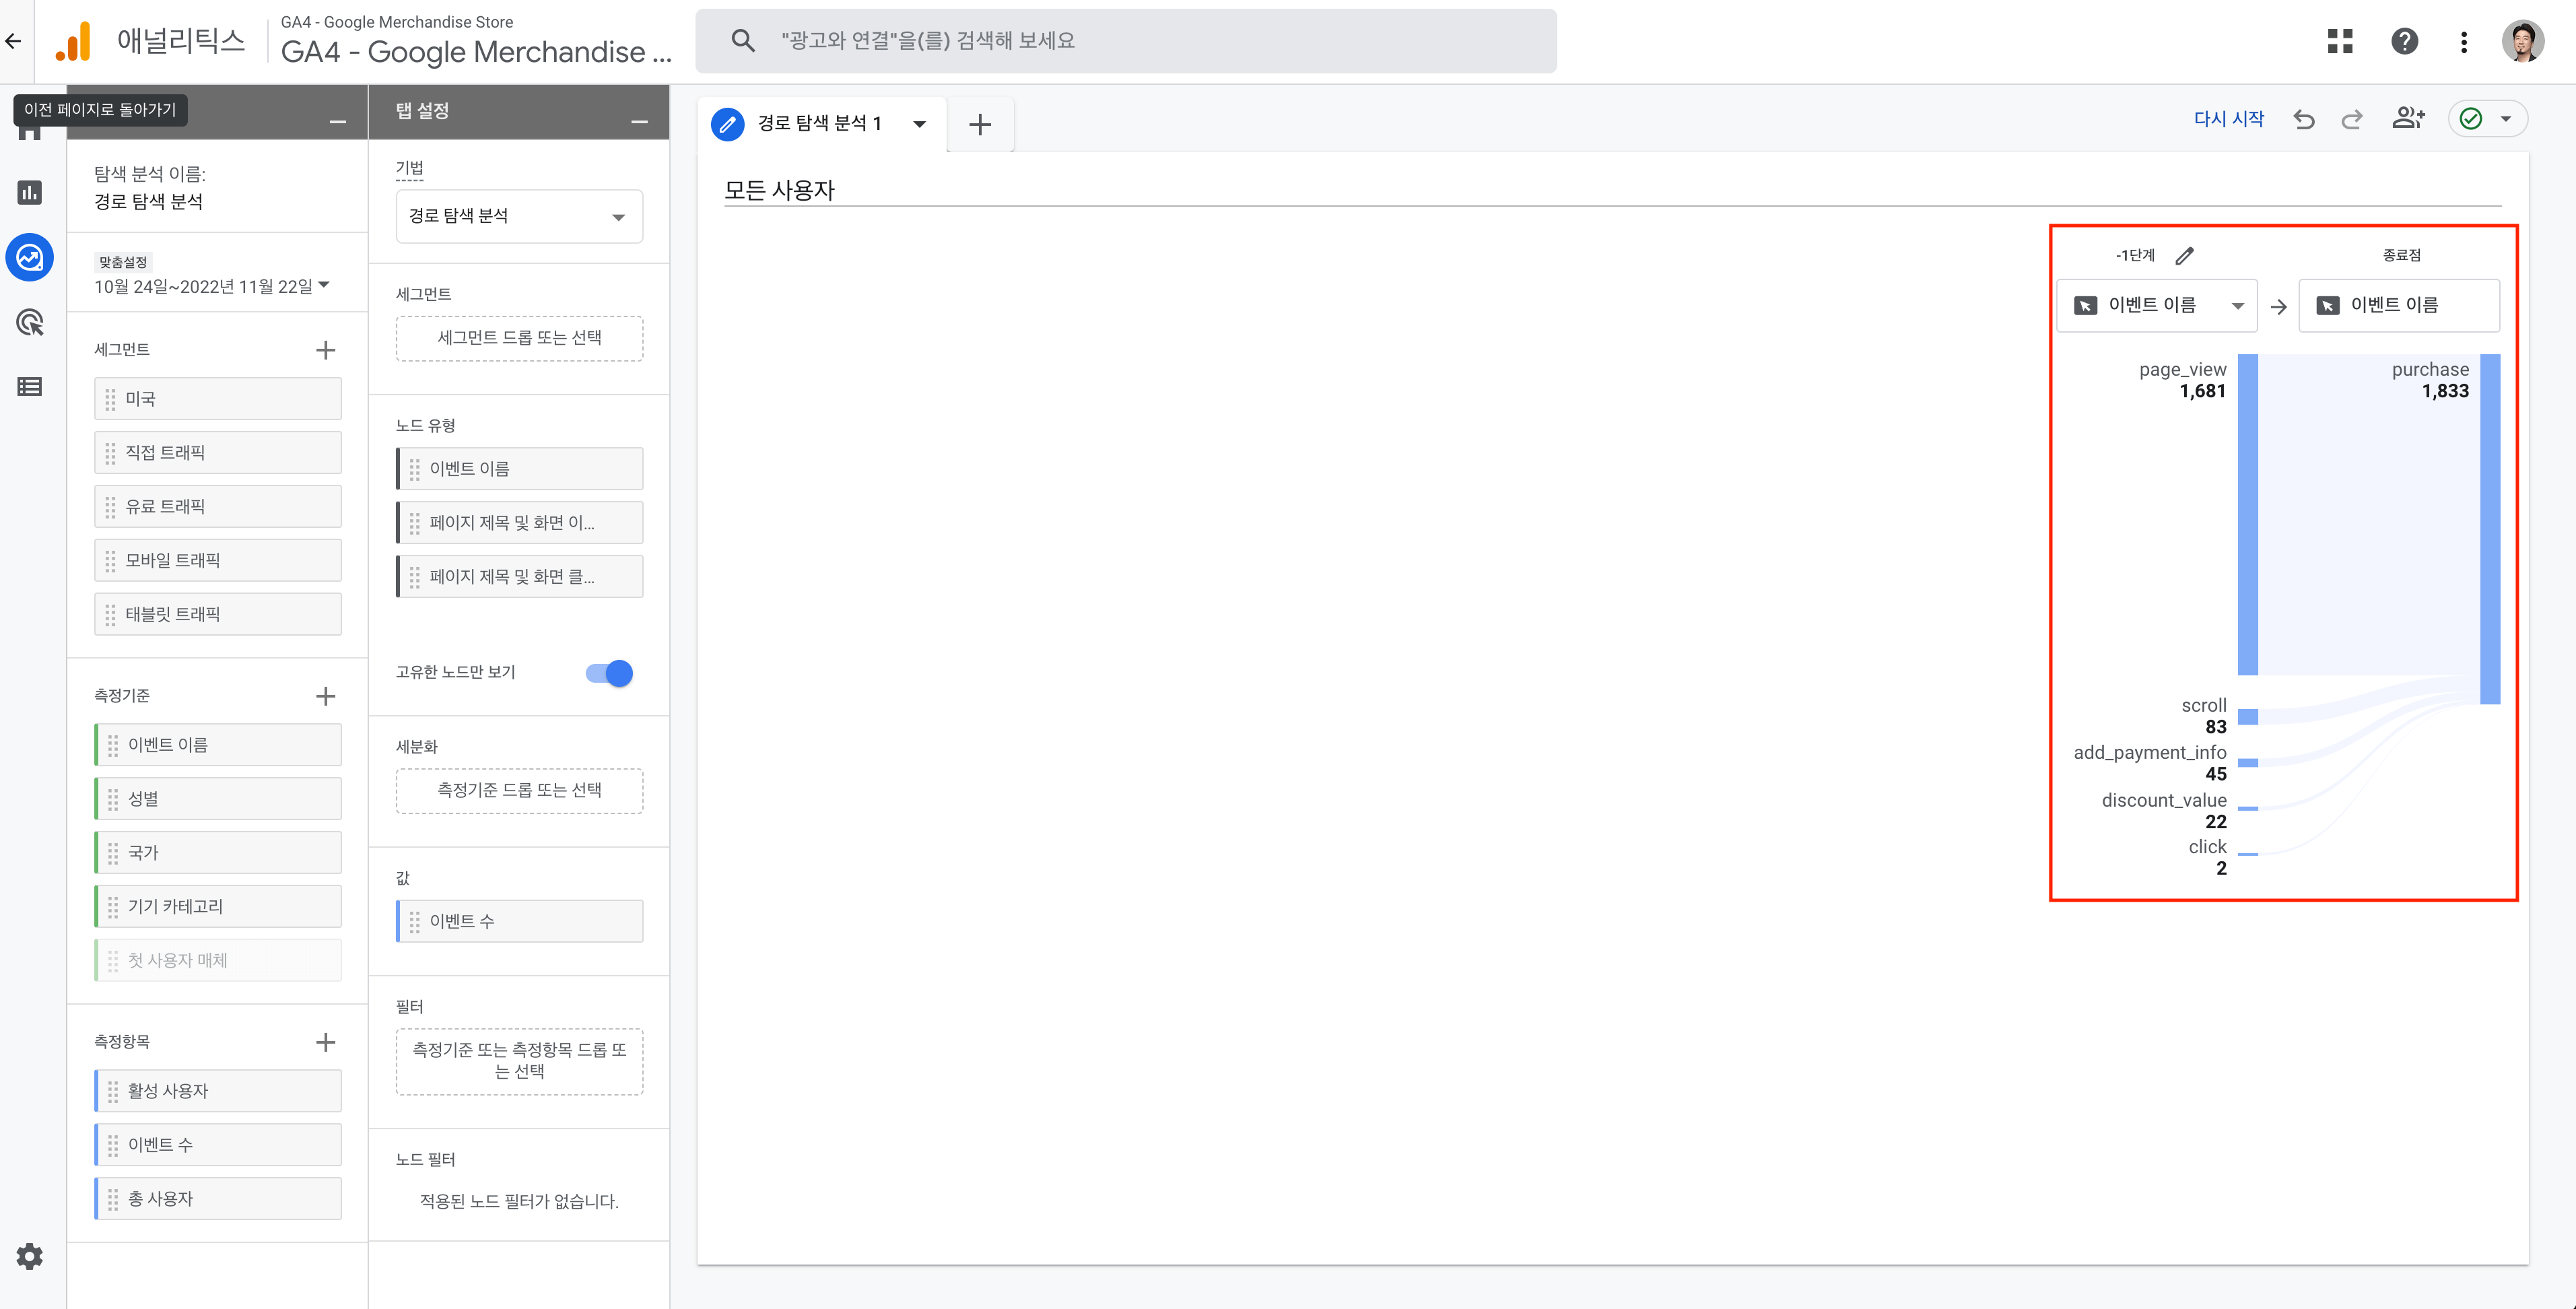 애널리틱스
GA4 - Google Merchandise Store
GA4 - Google Merchandise ...
"광고와 연결"을(를) 검색해 보세요
이전 페이지로 돌아가기
탐색 분석 이름:
경로 탐색 분석
맞춤설정
10월 24일~2022년 11월 22일
세그먼트
미국
직접 트래픽
유료 트래픽
모바일 트래픽
태블릿 트래픽
측정기준
이벤트 이름
성별
국가
기기 카테고리
첫 사용자 매체
측정항목
활성 사용자
이벤트 수
총 사용자
탭 설정
기법
경로 탐색 분석
세그먼트
세그먼트 드롭 또는 선택
노드 유형
이벤트 이름
페이지 제목 및 화면 이...
페이지 제목 및 화면 클...
고유한 노드만 보기
세분화
측정기준 드롭 또는 선택
값
이벤트 수
필터
측정기준 또는 측정항목 드롭 또
는 선택
노드 필터
적용된 노드 필터가 없습니다.
경로 탐색 분석 1
다시 시작
모든 사용자
-1단계
종료점
이벤트 이름
이벤트 이름
page_view
1,681
purchase
1,833
scroll
83
add_payment_info
45
discount_value
22
click
2